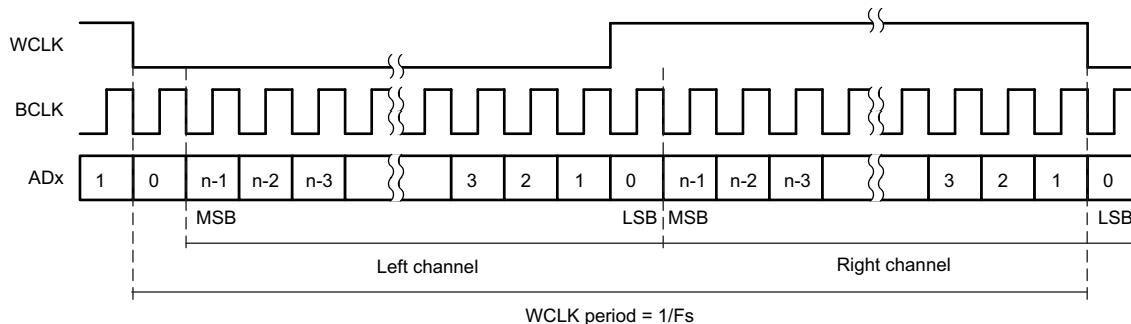 WCLK
BCLK
ADx 1 0 n-1 n-2 n-3 3 2 1 0 n-1 n-2 n-3 3 2 1 0
MSB LSB MSB LSB
Left channel Right channel
WCLK period = 1/Fs